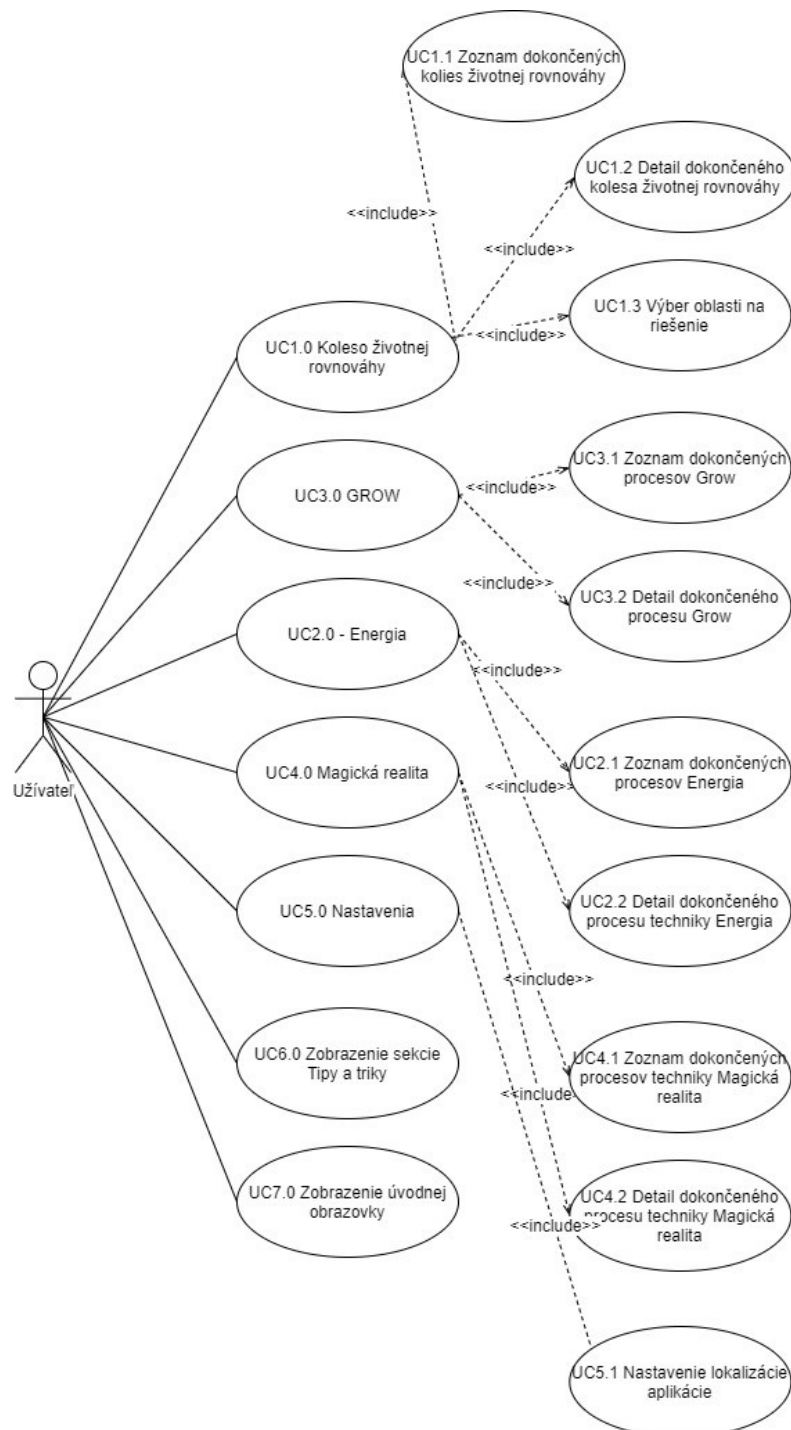 UC1.1 Zoznam dokončených
kolies životnej rovnováhy
UC1.2 Detail dokončeného
kolesa životnej rovnováhy
<<include>>
<<include>>
UC1.3 Výber oblasti na
riešenie
<<include>>
UC1.0 Koleso životnej
rovnováhy
UC3.1 Zoznam dokončených
procesov Grow
<<include>>
UC3.0 GROW
UC3.2 Detail dokončeného
procesu Grow
<<include>>
UC2.0 - Energia
<<include>>
UC2.1 Zoznam dokončených
procesov Energia
UC4.0 Magická realita
<<include>>
Užívateľ
UC2.2 Detail dokončeného
procesu techniky Energia
UC5.0 Nastavenia
<<include>>
UC6.0 Zobrazenie sekcie
Tipy a triky
UC4.1 Zoznam dokončených
procesov techniky Magická
realita
<<include>>
UC7.0 Zobrazenie úvodnej
obrazovky
UC4.2 Detail dokončeného
procesu techniky Magická
realita
<<include>>
UC5.1 Nastavenie lokalizácie
aplikácie